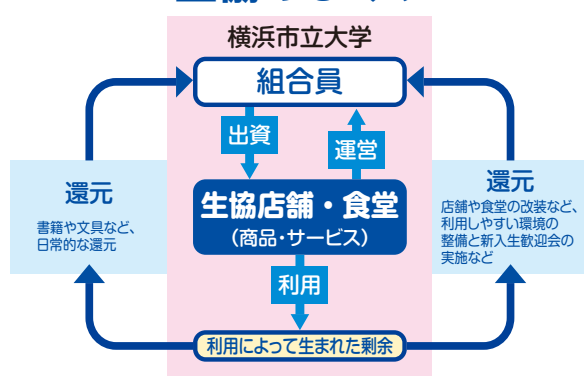 横浜市立大学
組合員
出資
運営
還元
書籍や文具など、
日常的な還元
生協店舗・食堂
(商品・サービス)
還元
店舗や食堂の改装など、
利用しやすい環境の
整備と新入生歓迎会の
実施など
利用
利用によって生まれた剰余